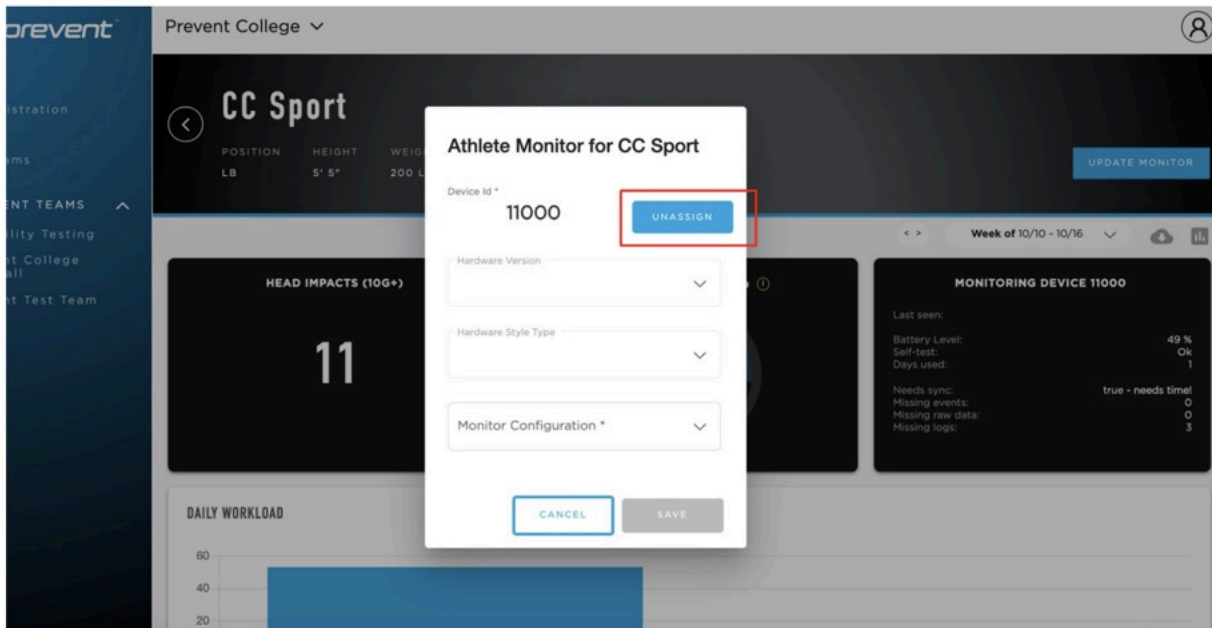 prevent
Prevent College
istration
ams
ENT TEAMS
ility Testing
nt College
all
nt Test Team
CC Sport
POSITION HEIGHT WEIG
LB 5' 5" 200 L
UPDATE MONITOR
Athlete Monitor for CC Sport
Device Id *
11000
UNASSIGN
Hardware Version
Hardware Style Type
Monitor Configuration *
CANCEL
SAVE
< >
Week of 10/10 - 10/16
HEAD IMPACTS (10G+)
11
MONITORING DEVICE 11000
Last seen:
Battery Level: 49 %
Self-test: Ok
Days used: 1
Needs sync: true - needs time!
Missing events: 0
Missing raw data: 0
Missing logs: 3
DAILY WORKLOAD
60
40
20